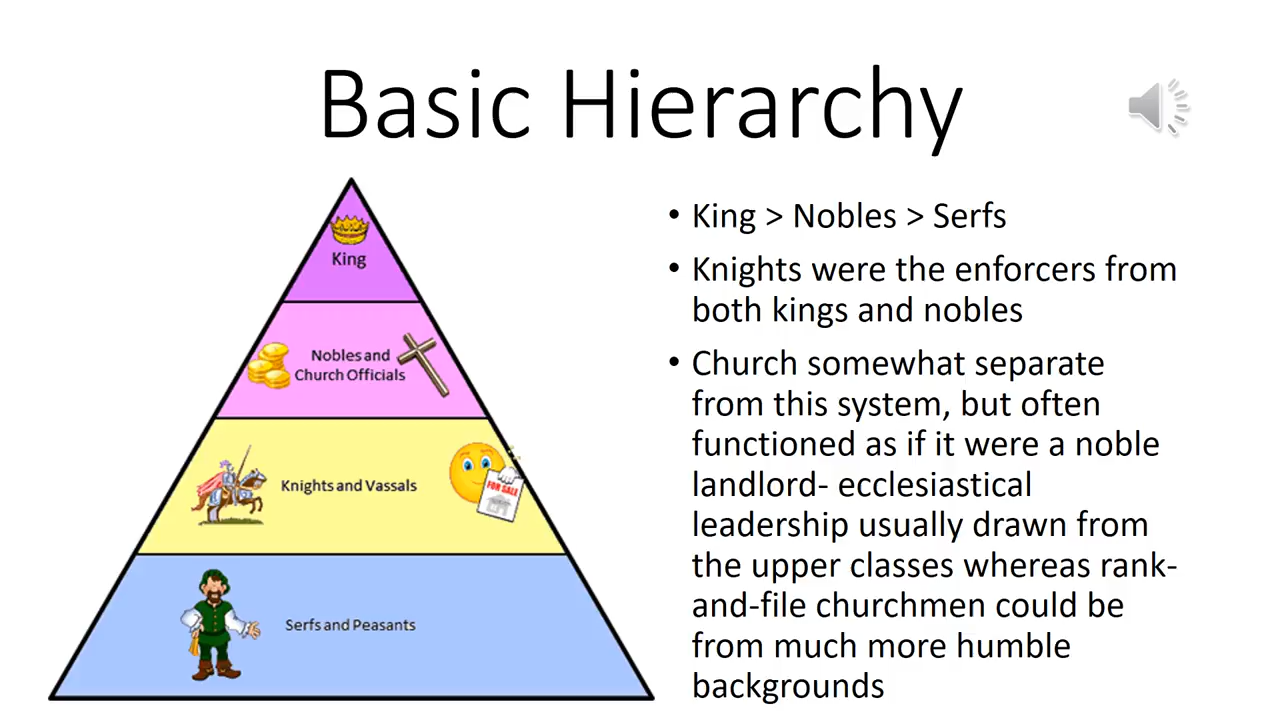 Basic Hierarchy
King
Nobles and
Church Officials
Knights and Vassals
FOR SALE
Serfs and Peasants
• King > Nobles > Serfs
• Knights were the enforcers from
both kings and nobles
• Church somewhat separate
from this system, but often
functioned as if it were a noble
landlord- ecclesiastical
leadership usually drawn from
the upper classes whereas rank-
and-file churchmen could be
from much more humble
backgrounds